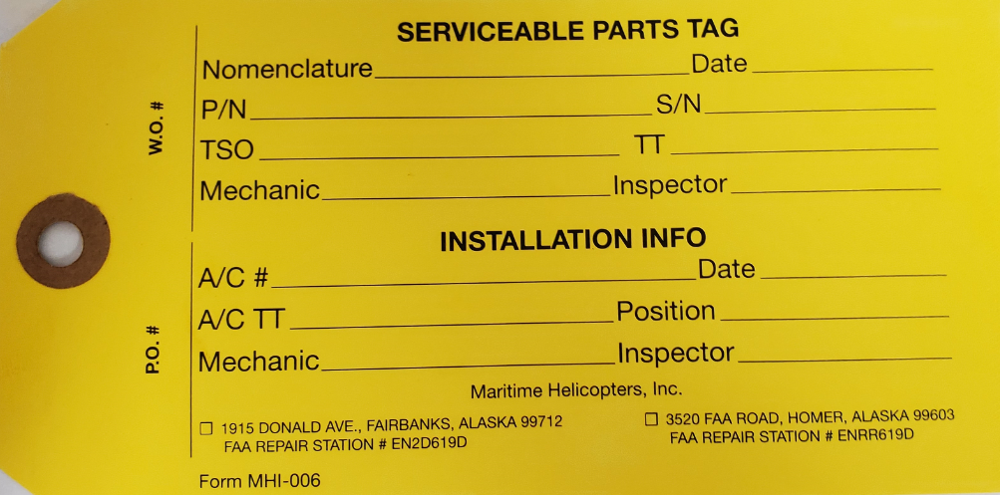 SERVICEABLE PARTS TAG
Nomenclature Date
P/N S/N
TSO TT
Mechanic Inspector
W.O. #
INSTALLATION INFO
A/C # Date
A/C TT Position
Mechanic Inspector
P.O. #
Maritime Helicopters, Inc.
1915 DONALD AVE., FAIRBANKS, ALASKA 99712
FAA REPAIR STATION # EN2D619D
3520 FAA ROAD, HOMER, ALASKA 99603
FAA REPAIR STATION # ENRR619D
Form MHI-006